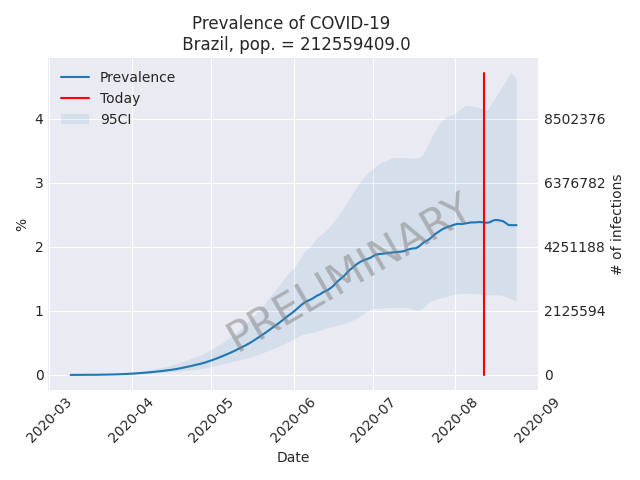 Prevalence of COVID-19
Brazil, pop. = 212559409.0
Prevalence
Today
95CI
4
3
2
1
0
%
8502376
6376782
4251188
2125594
0
# of infections
PRELIMINARY
2020-03
2020-04
2020-05
2020-06
2020-07
2020-08
2020-09
Date